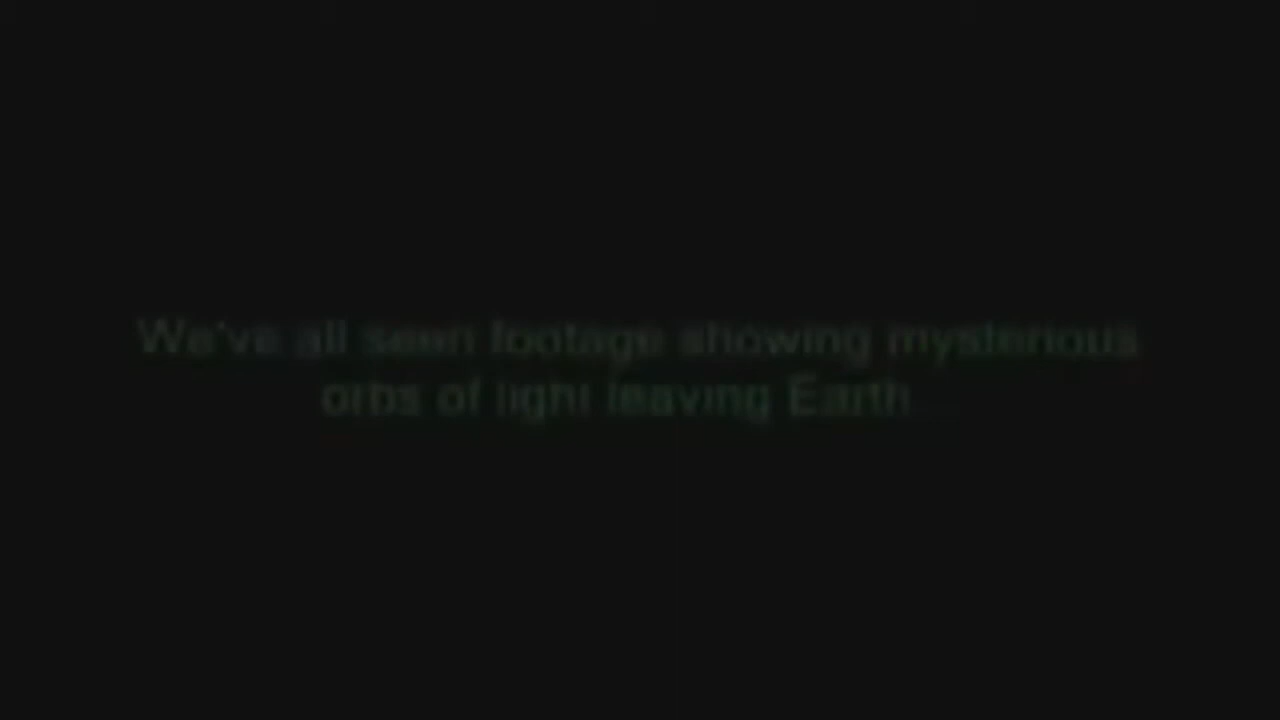 We've all seen footage showing mysterious
orbs of light leaving Earth...